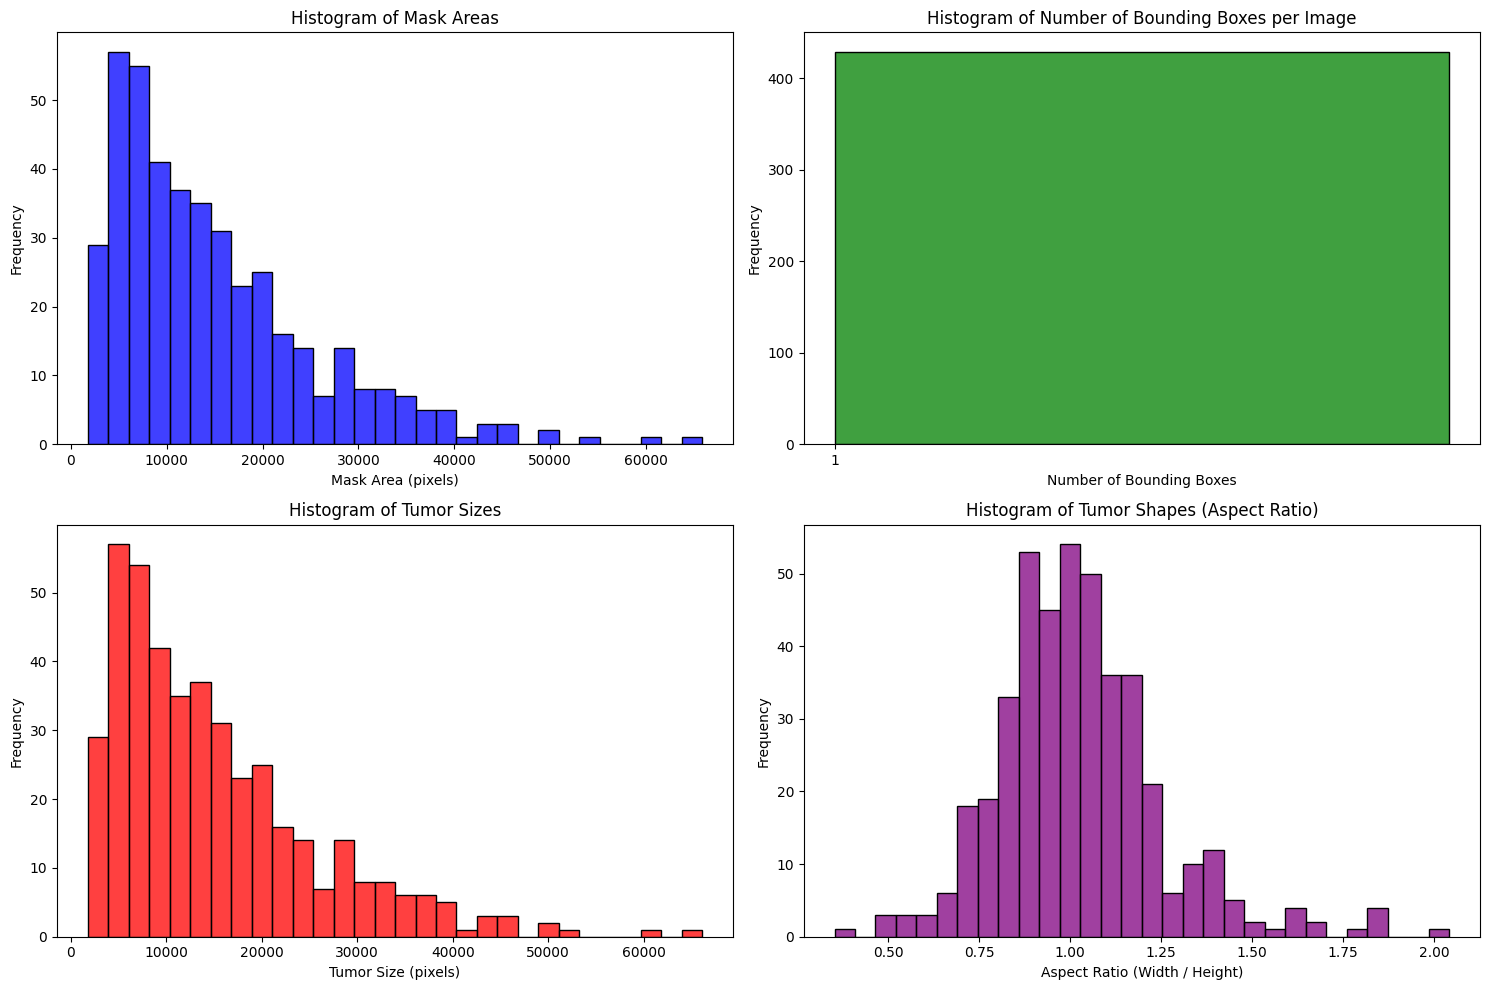 Histogram of Mask Areas
Frequency
50
40
30
20
10
0
0 10000 20000 30000 40000 50000 60000
Mask Area (pixels)
Histogram of Number of Bounding Boxes per Image
Frequency
400
300
200
100
0
1
Number of Bounding Boxes
Histogram of Tumor Sizes
Frequency
50
40
30
20
10
0
0 10000 20000 30000 40000 50000 60000
Tumor Size (pixels)
Histogram of Tumor Shapes (Aspect Ratio)
Frequency
50
40
30
20
10
0
0.50 0.75 1.00 1.25 1.50 1.75 2.00
Aspect Ratio (Width / Height)